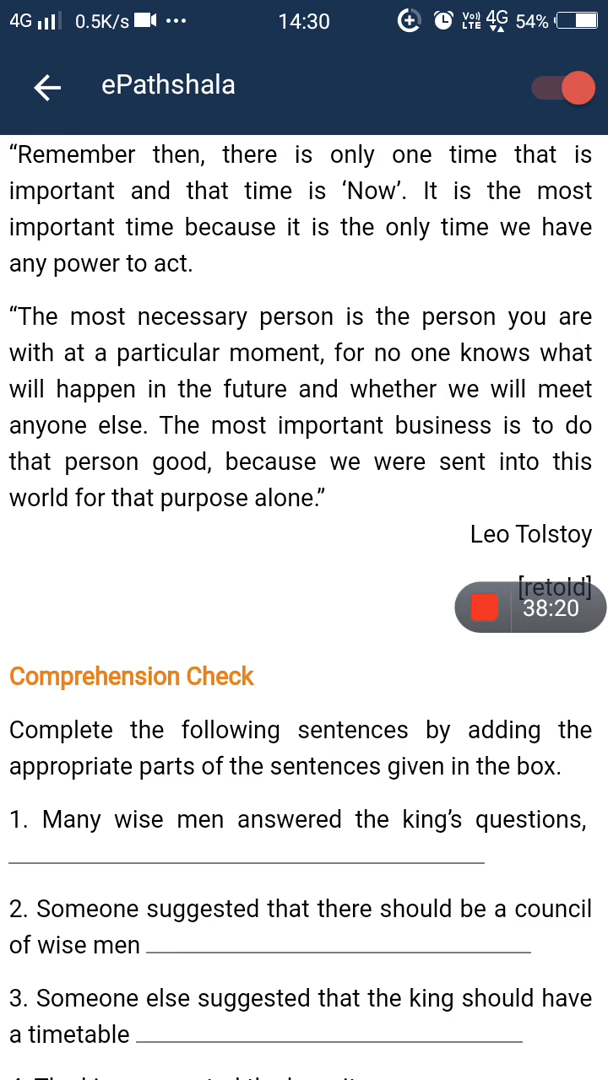 4G 0.5K/s ... 14:30 Vo)) LTE 4G 54%
ePathshala
“Remember then, there is only one time that is
important and that time is ‘Now’. It is the most
important time because it is the only time we have
any power to act.
“The most necessary person is the person you are
with at a particular moment, for no one knows what
will happen in the future and whether we will meet
anyone else. The most important business is to do
that person good, because we were sent into this
world for that purpose alone.”
Leo Tolstoy
[retold]
38:20
Comprehension Check
Complete the following sentences by adding the
appropriate parts of the sentences given in the box.
1. Many wise men answered the king’s questions,
2. Someone suggested that there should be a council
of wise men
3. Someone else suggested that the king should have
a timetable